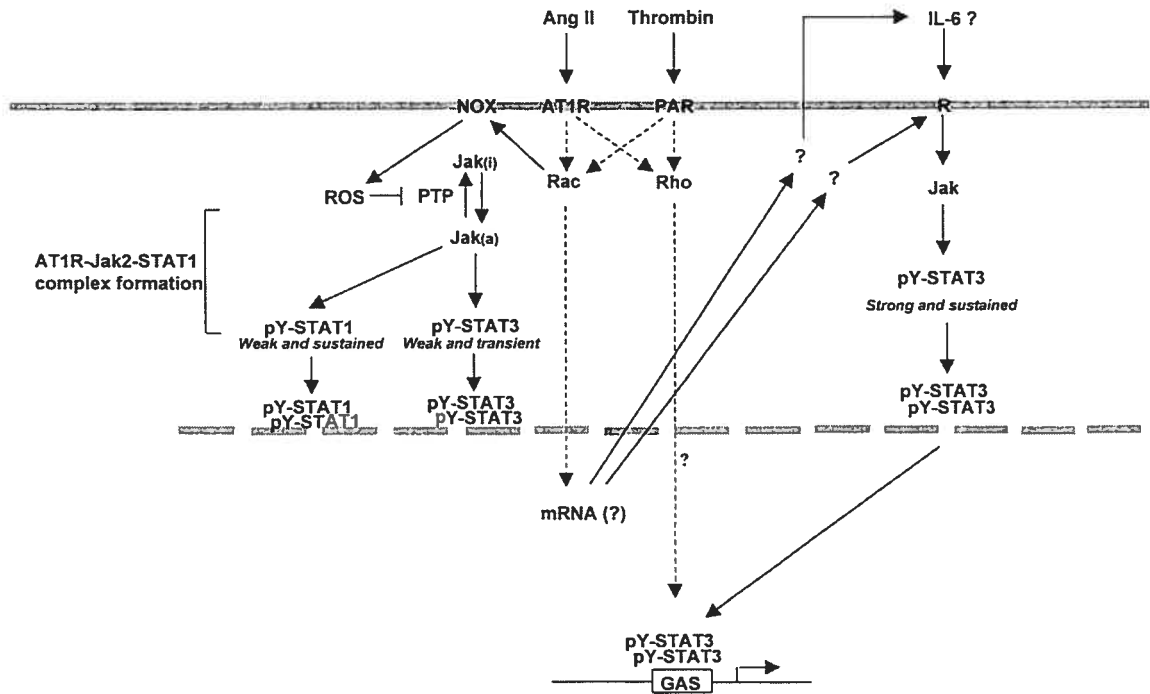 Ang II Thrombin IL-6 ?
NOX AT1R PAR R
Jak(i)
? ?
ROS PTP Rac Rho Jak
Jak(a)
AT1R-Jak2-STAT1
complex formation
pY-STAT3
Strong and sustained
pY-STAT1 pY-STAT3
Weak and sustained Weak and transient
pY-STAT1 pY-STAT3 pY-STAT3
pY-STAT1 pY-STAT3 pY-STAT3
?
mRNA (?)
pY-STAT3
pY-STAT3
GAS